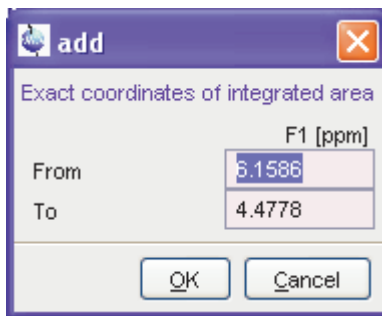 add
Exact coordinates of integrated area
F1 [ppm]
From 6.1586
To 4.4778
OK Cancel